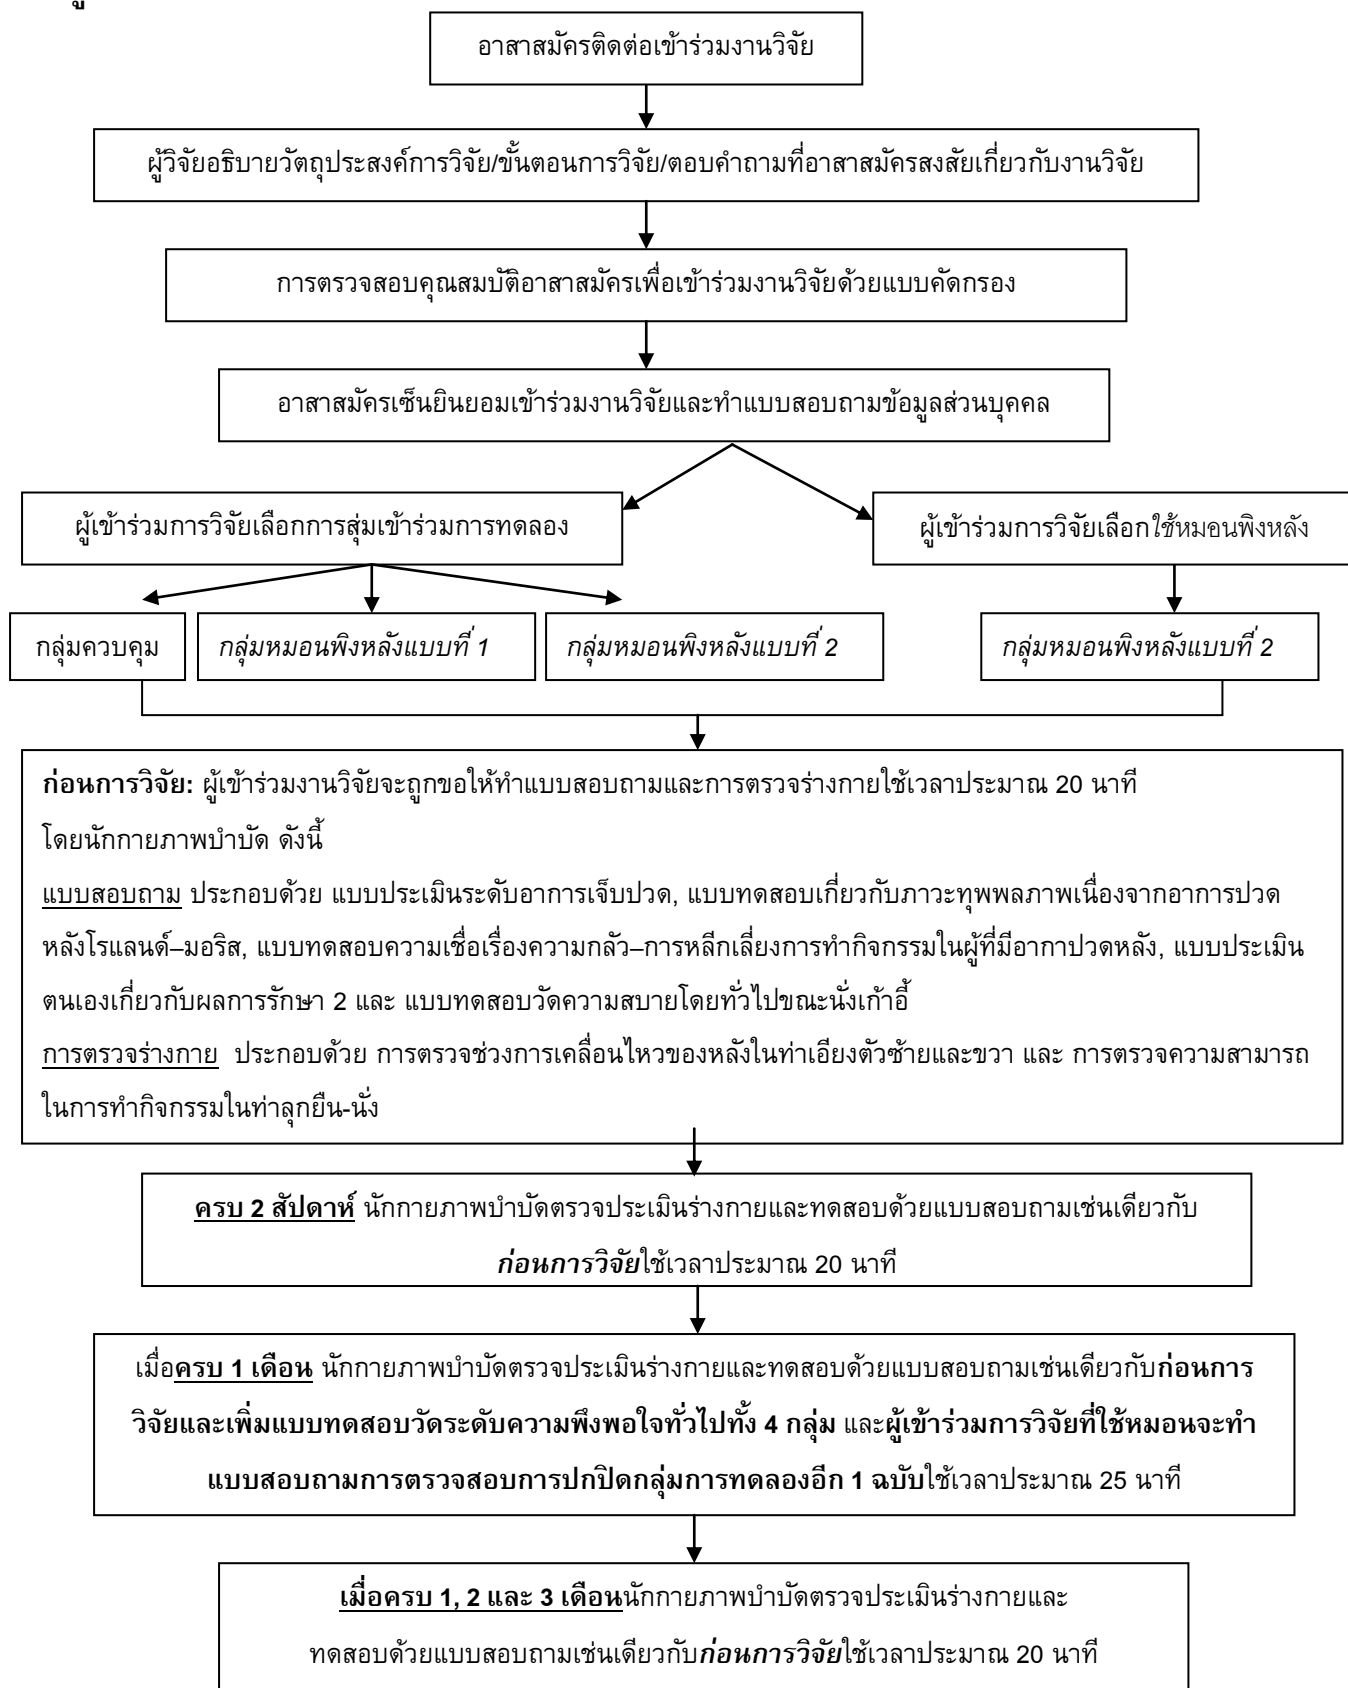 อาสาสมัครติดต่อเข้าร่วมงานวิจัย
ผู้วิจัยอธิบายวัตถุประสงค์การวิจัย/ขั้นตอนการวิจัย/ตอบคำถามที่อาสาสมัครสงสัยเกี่ยวกับงานวิจัย
การตรวจสอบคุณสมบัติอาสาสมัครเพื่อเข้าร่วมงานวิจัยด้วยแบบคัดกรอง
อาสาสมัครเซ็นยินยอมเข้าร่วมงานวิจัยและทำแบบสอบถามข้อมูลส่วนบุคคล
ผู้เข้าร่วมการวิจัยเลือกการสุ่มเข้าร่วมการทดลอง
ผู้เข้าร่วมการวิจัยเลือกใช้หมอนพิงหลัง
กลุ่มควบคุม
กลุ่มหมอนพิงหลังแบบที่ 1
กลุ่มหมอนพิงหลังแบบที่ 2
กลุ่มหมอนพิงหลังแบบที่ 2
ก่อนการวิจัย: ผู้เข้าร่วมงานวิจัยจะถูกขอให้ทำแบบสอบถามและการตรวจร่างกายใช้เวลาประมาณ 20 นาที
โดยนักกายภาพบำบัด ดังนี้
แบบสอบถาม ประกอบด้วย แบบประเมินระดับอาการเจ็บปวด, แบบทดสอบเกี่ยวกับภาวะทุพพลภาพเนื่องจากอาการปวด
หลังโรแลนด์–มอริส, แบบทดสอบความเชื่อเรื่องความกลัว–การหลีกเลี่ยงการทำกิจกรรมในผู้ที่มีอากาปวดหลัง, แบบประเมิน
ตนเองเกี่ยวกับผลการรักษา 2 และ แบบทดสอบวัดความสบายโดยทั่วไปขณะนั่งเก้าอี้
การตรวจร่างกาย ประกอบด้วย การตรวจช่วงการเคลื่อนไหวของหลังในท่าเอียงตัวซ้ายและขวา และ การตรวจความสามารถ
ในการทำกิจกรรมในท่าลุกยืน-นั่ง
ครบ 2 สัปดาห์ นักกายภาพบำบัดตรวจประเมินร่างกายและทดสอบด้วยแบบสอบถามเช่นเดียวกับ
ก่อนการวิจัยใช้เวลาประมาณ 20 นาที
เมื่อครบ 1 เดือน นักกายภาพบำบัดตรวจประเมินร่างกายและทดสอบด้วยแบบสอบถามเช่นเดียวกับก่อนการ
วิจัยและเพิ่มแบบทดสอบวัดระดับความพึงพอใจทั่วไปทั้ง 4 กลุ่ม และผู้เข้าร่วมการวิจัยที่ใช้หมอนจะทำ
แบบสอบถามการตรวจสอบการปกปิดกลุ่มการทดลองอีก 1 ฉบับใช้เวลาประมาณ 25 นาที
เมื่อครบ 1, 2 และ 3 เดือนนักกายภาพบำบัดตรวจประเมินร่างกายและ
ทดสอบด้วยแบบสอบถามเช่นเดียวกับก่อนการวิจัยใช้เวลาประมาณ 20 นาที